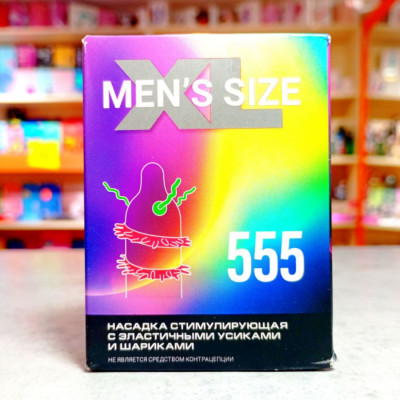 XL
MEN'S SIZE
555
НАСАДКА СТИМУЛИРУЮЩАЯ
С ЭЛАСТИЧНЫМИ УСИКАМИ
И ШАРИКАМИ
НЕ ЯВЛЯЕТСЯ СРЕДСТВОМ КОНТРАЦЕПЦИИ